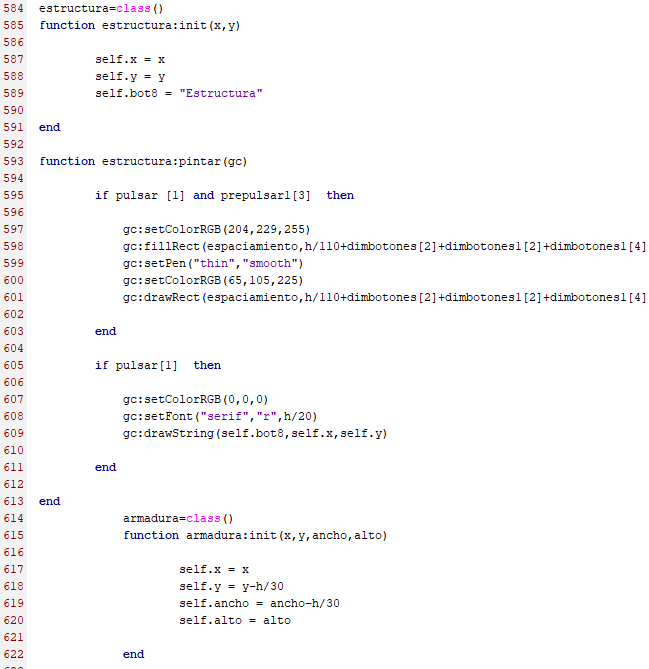 584 estructura=class()
585 function estructura:init(x,y)
586
587 self.x = x
588 self.y = y
589 self.bot8 = "Estructura"
590
591 end
592
593 function estructura:pintar(gc)
594
595 if pulsar [1] and prepulsar1[3]  then
596
597 gc:setColorRGB(204,229,255)
598 gc:fillRect(espaciamiento,h/110+dimbotones[2]+dimbotones1[2]+dimbotones1[4]
599 gc:setPen("thin","smooth")
600 gc:setColorRGB(65,105,225)
601 gc:drawRect(espaciamiento,h/110+dimbotones[2]+dimbotones1[2]+dimbotones1[4]
602
603 end
604
605 if pulsar[1]  then
606
607 gc:setColorRGB(0,0,0)
608 gc:setFont("serif","r",h/20)
609 gc:drawString(self.bot8,self.x,self.y)
610
611 end
612
613 end
614 armadura=class()
615 function armadura:init(x,y,ancho,alto)
616
617 self.x = x
618 self.y = y-h/30
619 self.ancho = ancho-h/30
620 self.alto = alto
621
622 end